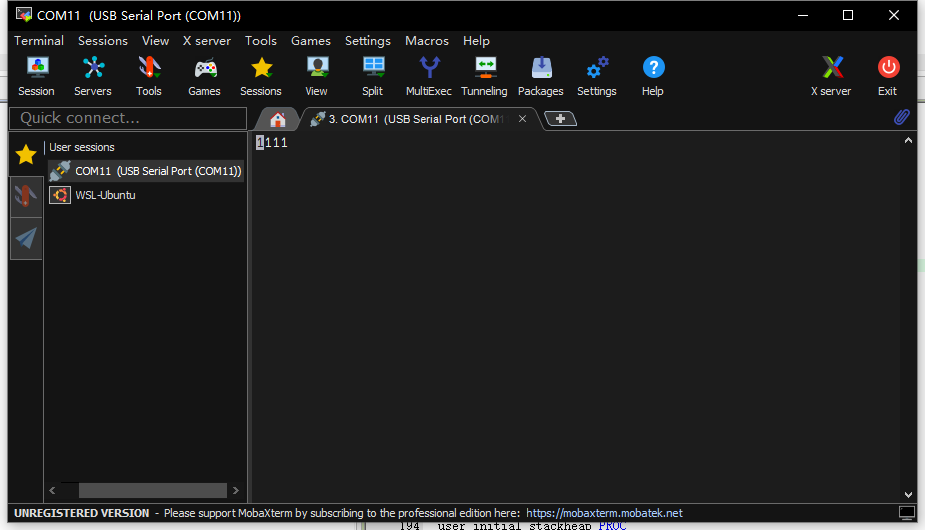 COM11 (USB Serial Port (COM11))
Terminal Sessions View X server Tools Games Settings Macros Help
Session Servers Tools Games Sessions View Split MultiExec Tunneling Packages Settings Help X server Exit
Quick connect...
3. COM11 (USB Serial Port (COM1
User sessions
1111
COM11 (USB Serial Port (COM11))
WSL-Ubuntu
UNREGISTERED VERSION - Please support MobaXterm by subscribing to the professional edition here: https://mobaxterm.mobatek.net
194 user initial stackheap PROC